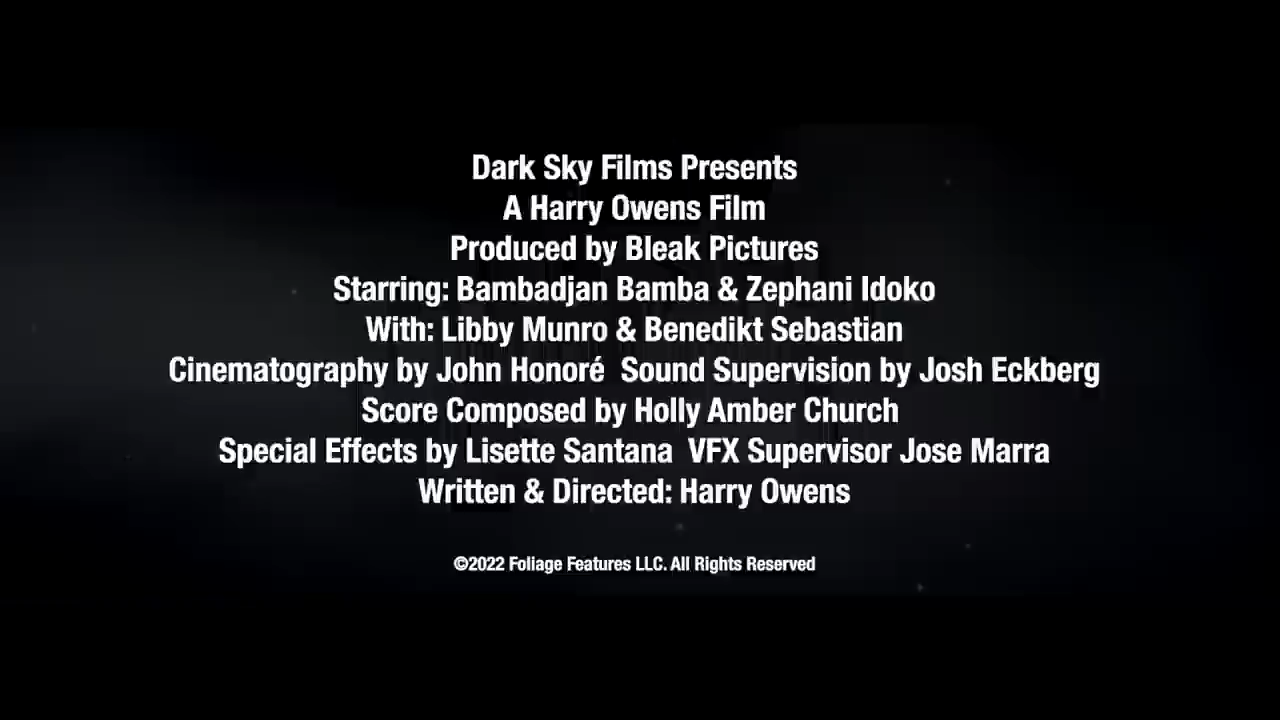 Dark Sky Films Presents
A Harry Owens Film
Produced by Bleak Pictures
Starring: Bambadjan Bamba & Zephani Idoko
With: Libby Munro & Benedikt Sebastian
Cinematography by John Honoré  Sound Supervision by Josh Eckberg
Score Composed by Holly Amber Church
Special Effects by Lisette Santana  VFX Supervisor Jose Marra
Written & Directed: Harry Owens
©2022 Foliage Features LLC. All Rights Reserved